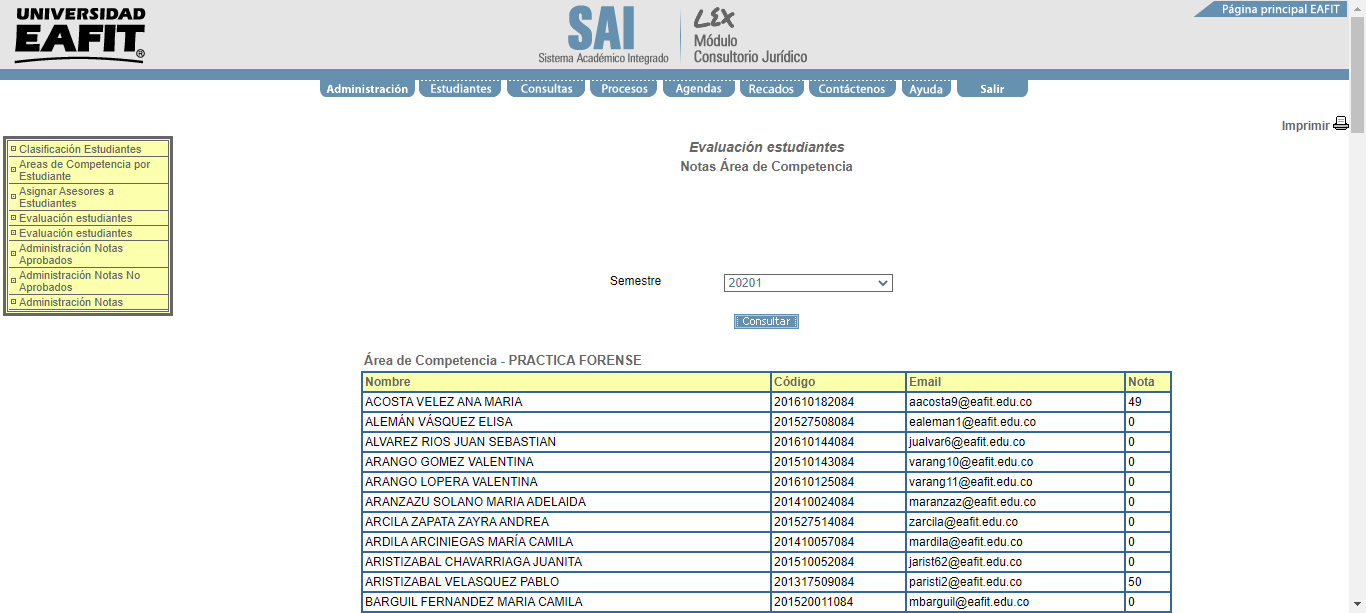 UNIVERSIDAD
EAFIT®
SAI
Sistema Académico Integrado
LEX
Módulo
Consultorio Jurídico
Página principal EAFIT
Administración Estudiantes Consultas Procesos Agendas Recados Contáctenos Ayuda Salir
Imprimir
Clasificación Estudiantes
Areas de Competencia por
Estudiante
Asignar Asesores a
Estudiantes
Evaluación estudiantes
Evaluación estudiantes
Administración Notas
Aprobados
Administración Notas No
Aprobados
Administración Notas
Evaluación estudiantes
Notas Área de Competencia
Semestre 20201
Consultar
Área de Competencia - PRACTICA FORENSE
Nombre Código Email Nota
ACOSTA VELEZ ANA MARIA 201610182084 aacosta9@eafit.edu.co 49
ALEMÁN VÁSQUEZ ELISA 201527508084 ealeman1@eafit.edu.co 0
ALVAREZ RIOS JUAN SEBASTIAN 201610144084 jualvar6@eafit.edu.co 0
ARANGO GOMEZ VALENTINA 201510143084 varang10@eafit.edu.co 0
ARANGO LOPERA VALENTINA 201610125084 varang11@eafit.edu.co 0
ARANZAZU SOLANO MARIA ADELAIDA 201410024084 maranzaz@eafit.edu.co 0
ARCILA ZAPATA ZAYRA ANDREA 201527514084 zarcila@eafit.edu.co 0
ARDILA ARCINIEGAS MARÍA CAMILA 201410057084 mardila@eafit.edu.co 0
ARISTIZABAL CHAVARRIAGA JUANITA 201510052084 jarist62@eafit.edu.co 0
ARISTIZABAL VELASQUEZ PABLO 201317509084 paristi2@eafit.edu.co 50
BARGUIL FERNANDEZ MARIA CAMILA 201520011084 mbarguil@eafit.edu.co 0